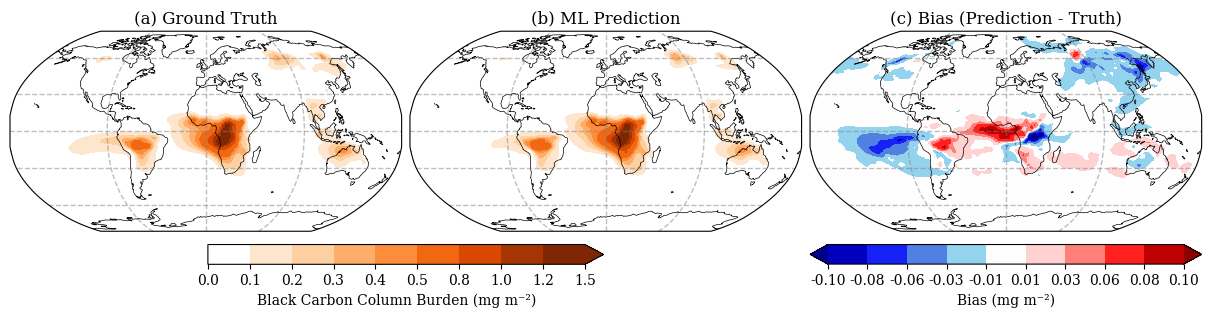 (a) Ground Truth
(b) ML Prediction
(c) Bias (Prediction - Truth)
0.0 0.1 0.2 0.3 0.4 0.5 0.8 1.0 1.2 1.5
Black Carbon Column Burden (mg m⁻²)
-0.10 -0.08 -0.06 -0.03 -0.01 0.01 0.03 0.06 0.08 0.10
Bias (mg m⁻²)